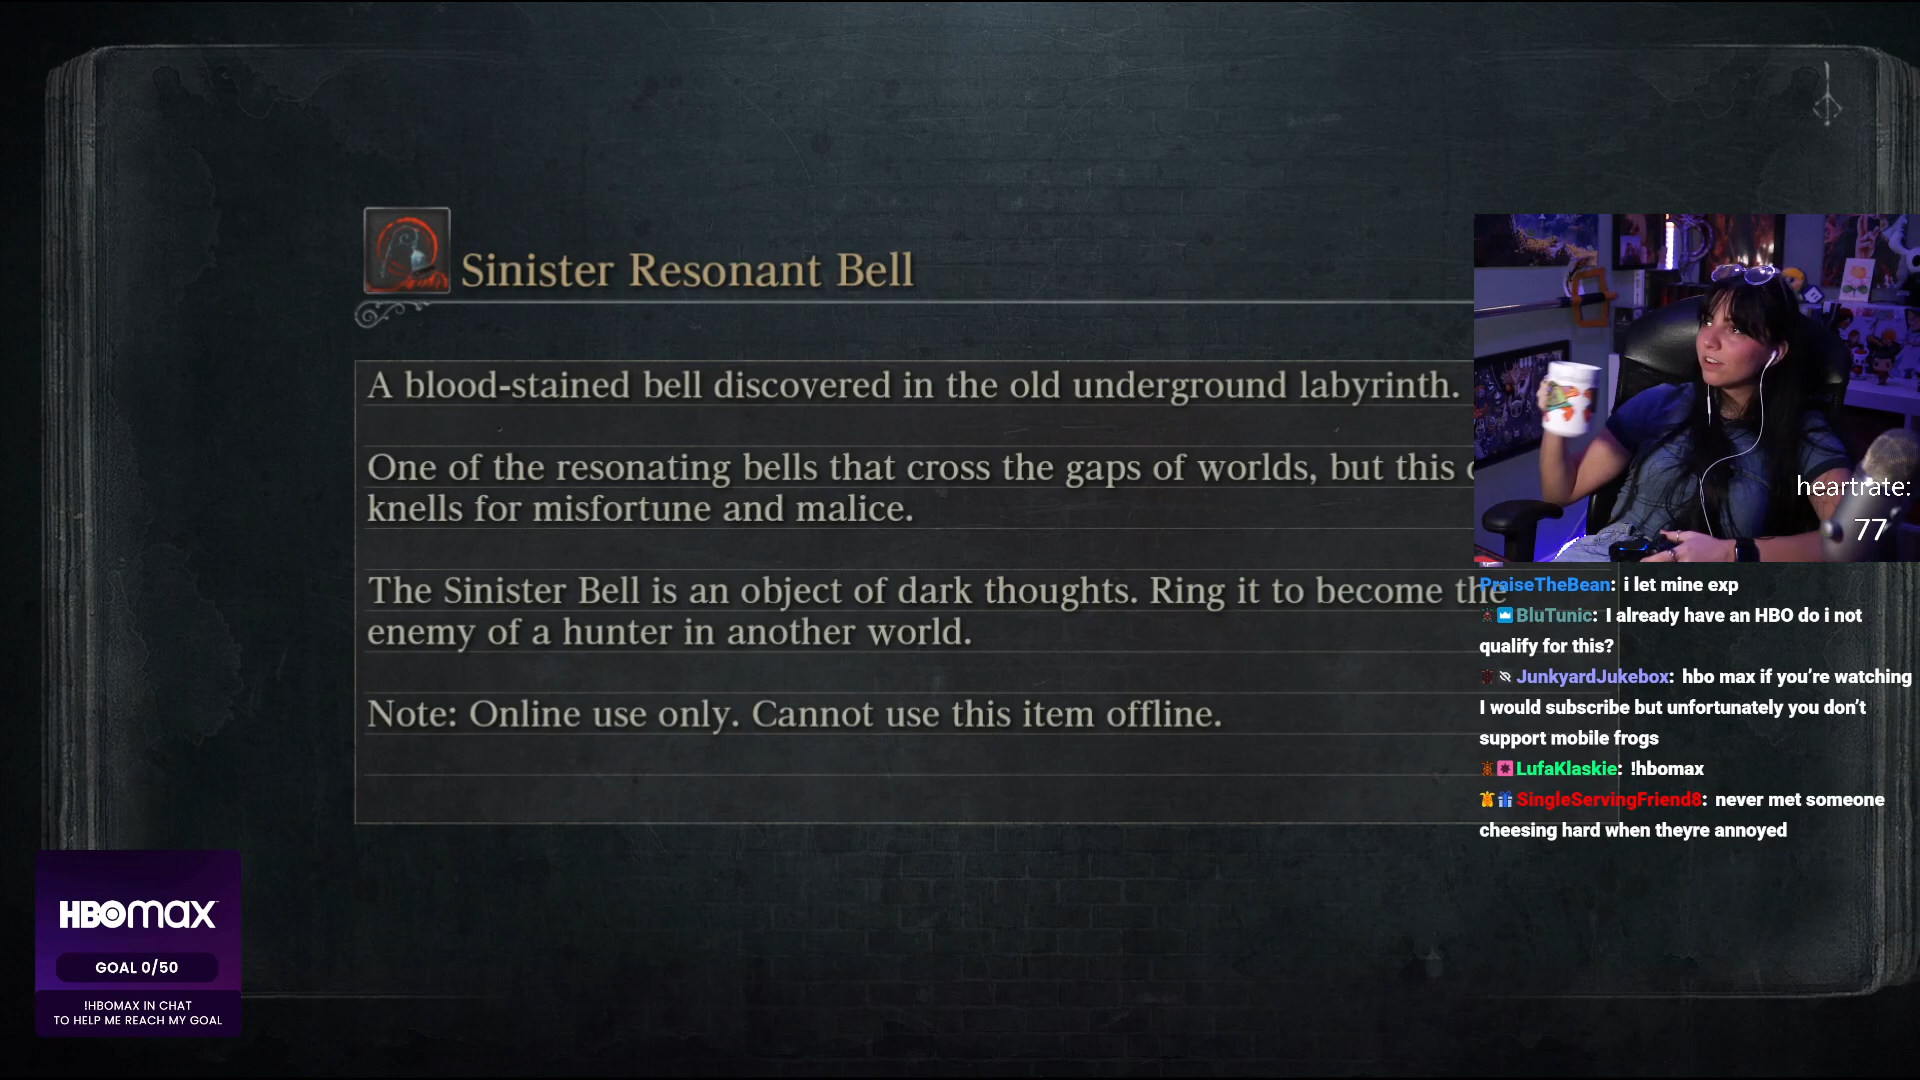 Sinister Resonant Bell
A blood-stained bell discovered in the old underground labyrinth.
One of the resonating bells that cross the gaps of worlds, but this
knells for misfortune and malice.
The Sinister Bell is an object of dark thoughts. Ring it to become the
enemy of a hunter in another world.
Note: Online use only. Cannot use this item offline.
heartrate:
77
PraiseTheBean: i let mine exp
BluTunic: I already have an HBO do i not
qualify for this?
JunkyardJukebox: hbo max if you’re watching
I would subscribe but unfortunately you don’t
support mobile frogs
LufaKlaskie: !hbomax
SingleServingFriend8: never met someone
cheesing hard when theyre annoyed
HBOmax
GOAL 0/50
!HBOMAX IN CHAT
TO HELP ME REACH MY GOAL